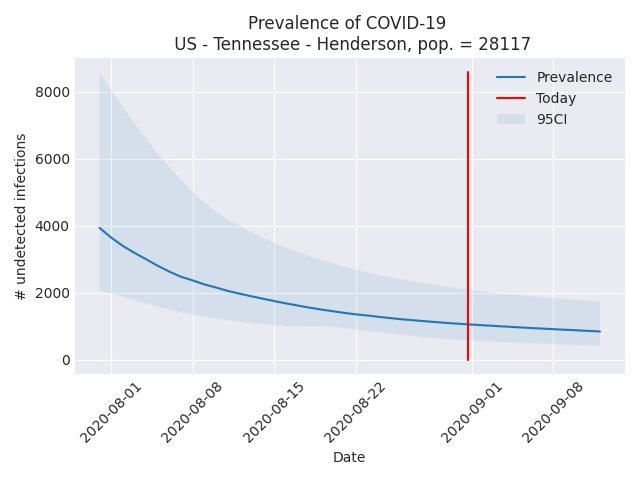 Prevalence of COVID-19
US - Tennessee - Henderson, pop. = 28117
Prevalence
Today
95CI
# undetected infections
8000
6000
4000
2000
0
2020-08-01
2020-08-08
2020-08-15
2020-08-22
2020-09-01
2020-09-08
Date